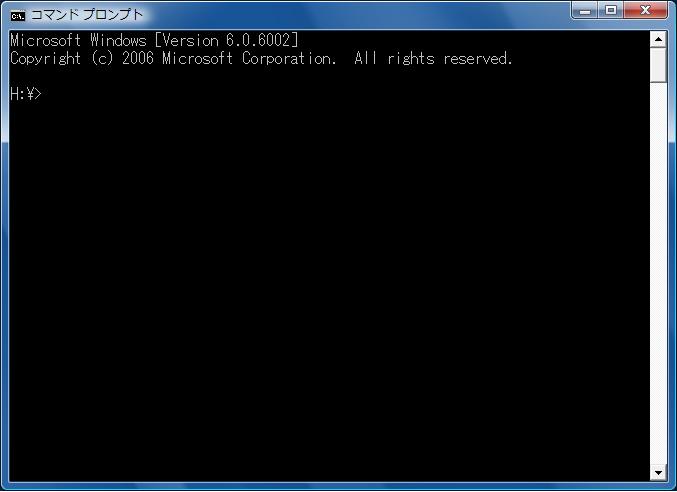 コマンド プロンプト
Microsoft Windows [Version 6.0.6002]
Copyright (c) 2006 Microsoft Corporation.  All rights reserved.
H:¥>